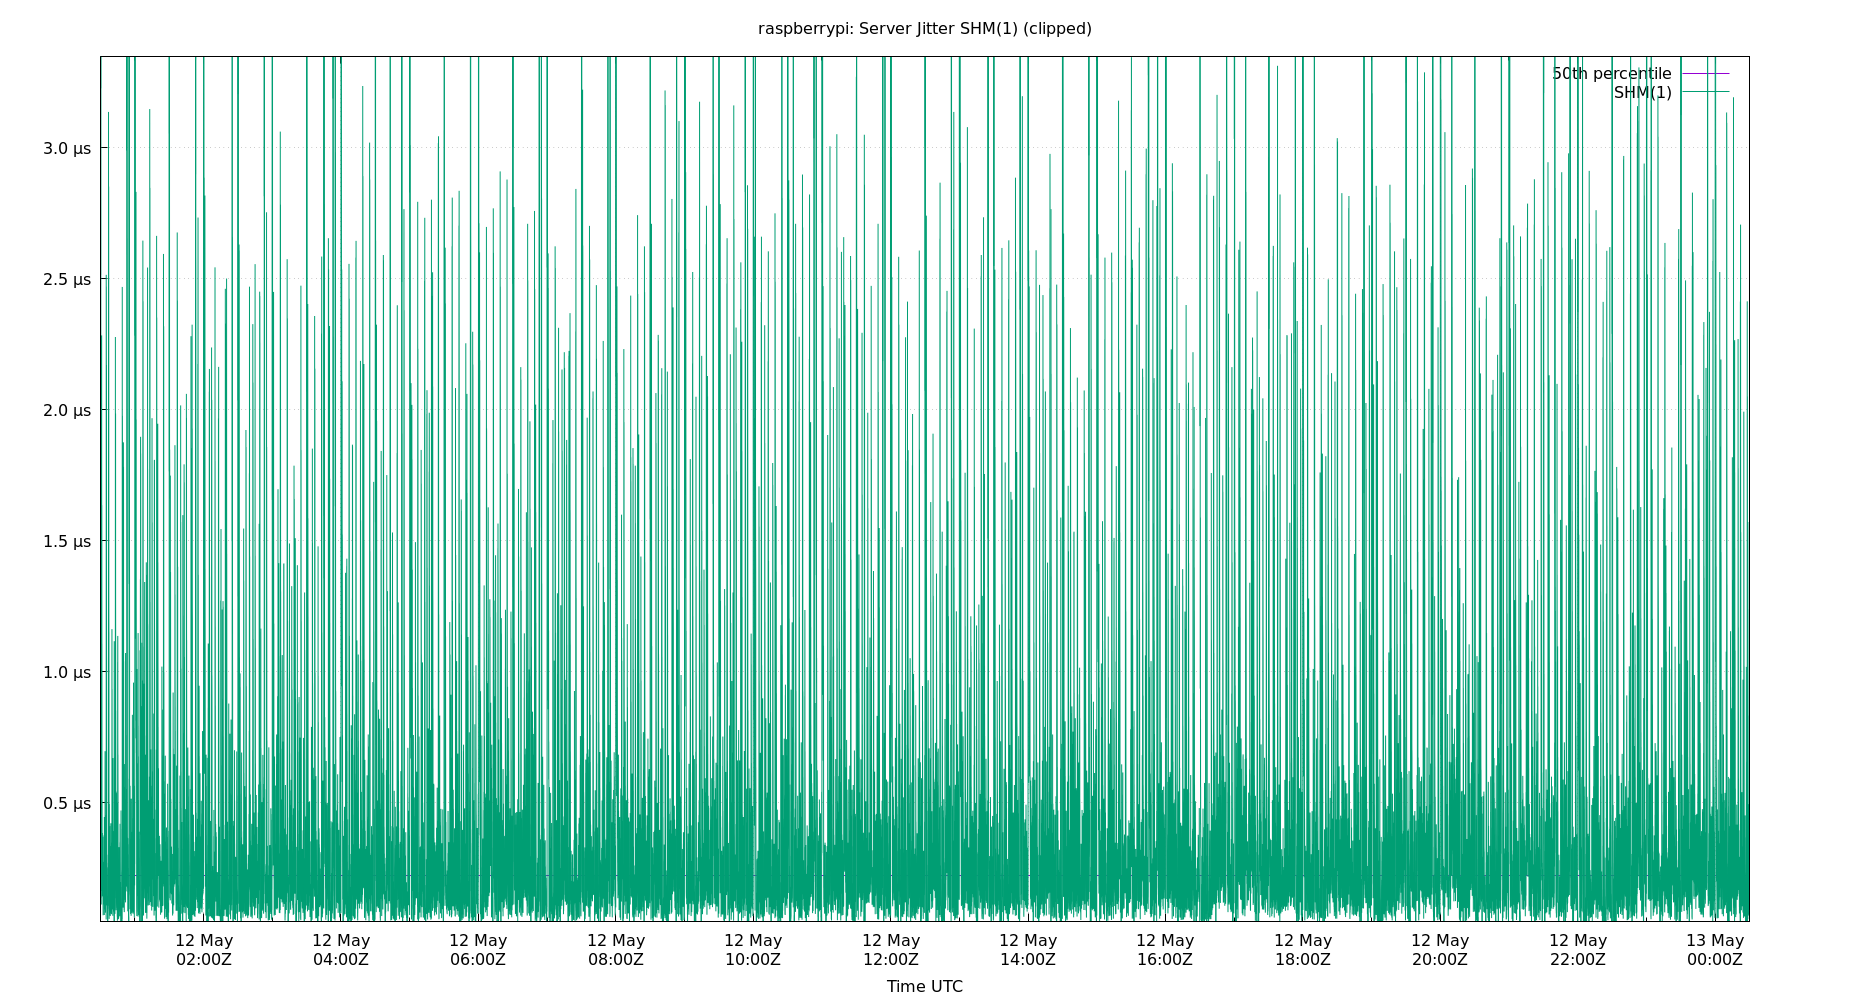 raspberrypi: Server Jitter SHM(1) (clipped)
50th percentile
SHM(1)
3.0 µs
2.5 µs
2.0 µs
1.5 µs
1.0 µs
0.5 µs
12 May 12 May 12 May 12 May 12 May 12 May 12 May 12 May 12 May 12 May 12 May 13 May
02:00Z 04:00Z 06:00Z 08:00Z 10:00Z 12:00Z 14:00Z 16:00Z 18:00Z 20:00Z 22:00Z 00:00Z
Time UTC